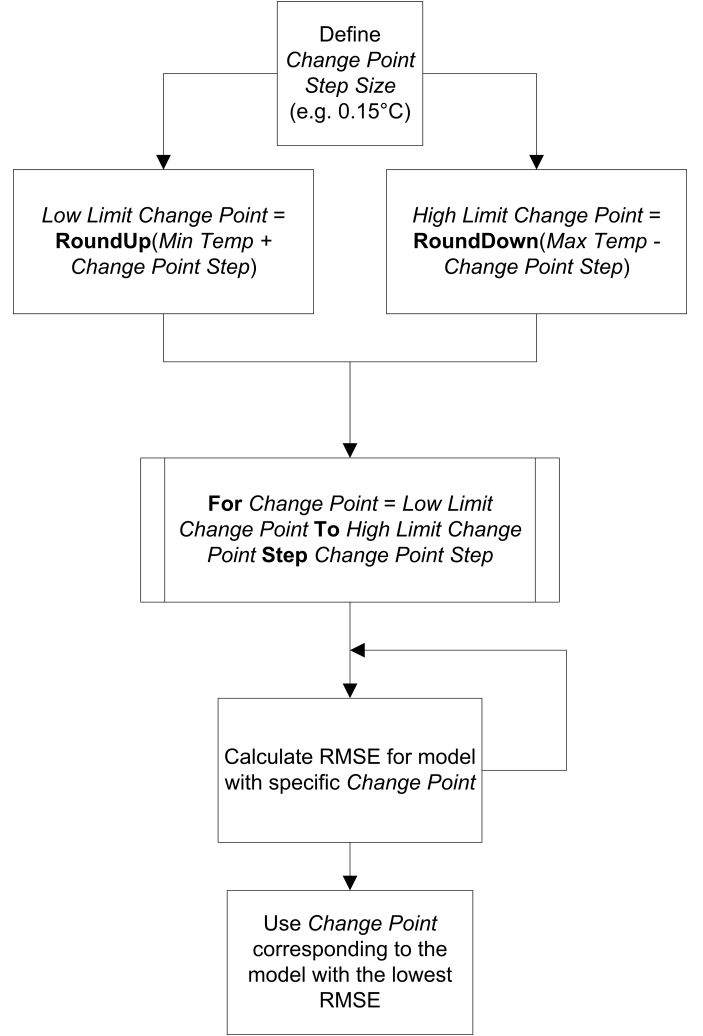 Define
Change Point
Step Size
(e.g. 0.15°C)
Low Limit Change Point =
RoundUp(Min Temp +
Change Point Step)
High Limit Change Point =
RoundDown(Max Temp -
Change Point Step)
For Change Point = Low Limit
Change Point To High Limit Change
Point Step Change Point Step
Calculate RMSE for model
with specific Change Point
Use Change Point
corresponding to the
model with the lowest
RMSE